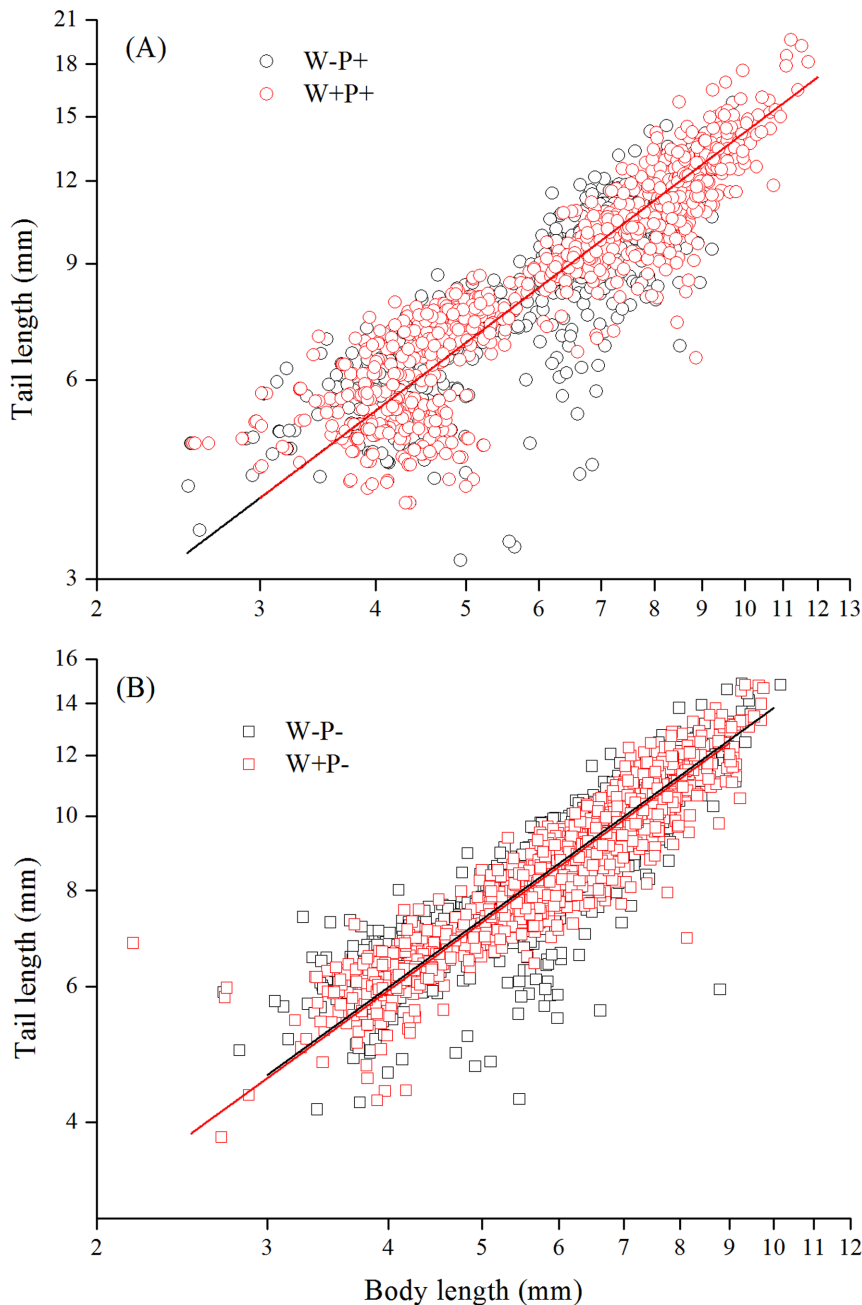 (A)
W-P+
W+P+
Tail length (mm)
21
18
15
12
9
6
3
2 3 4 5 6 7 8 9 10 11 12 13
(B)
W-P-
W+P-
Tail length (mm)
16
14
12
10
8
6
4
2 3 4 5 6 7 8 9 10 11 12
Body length (mm)